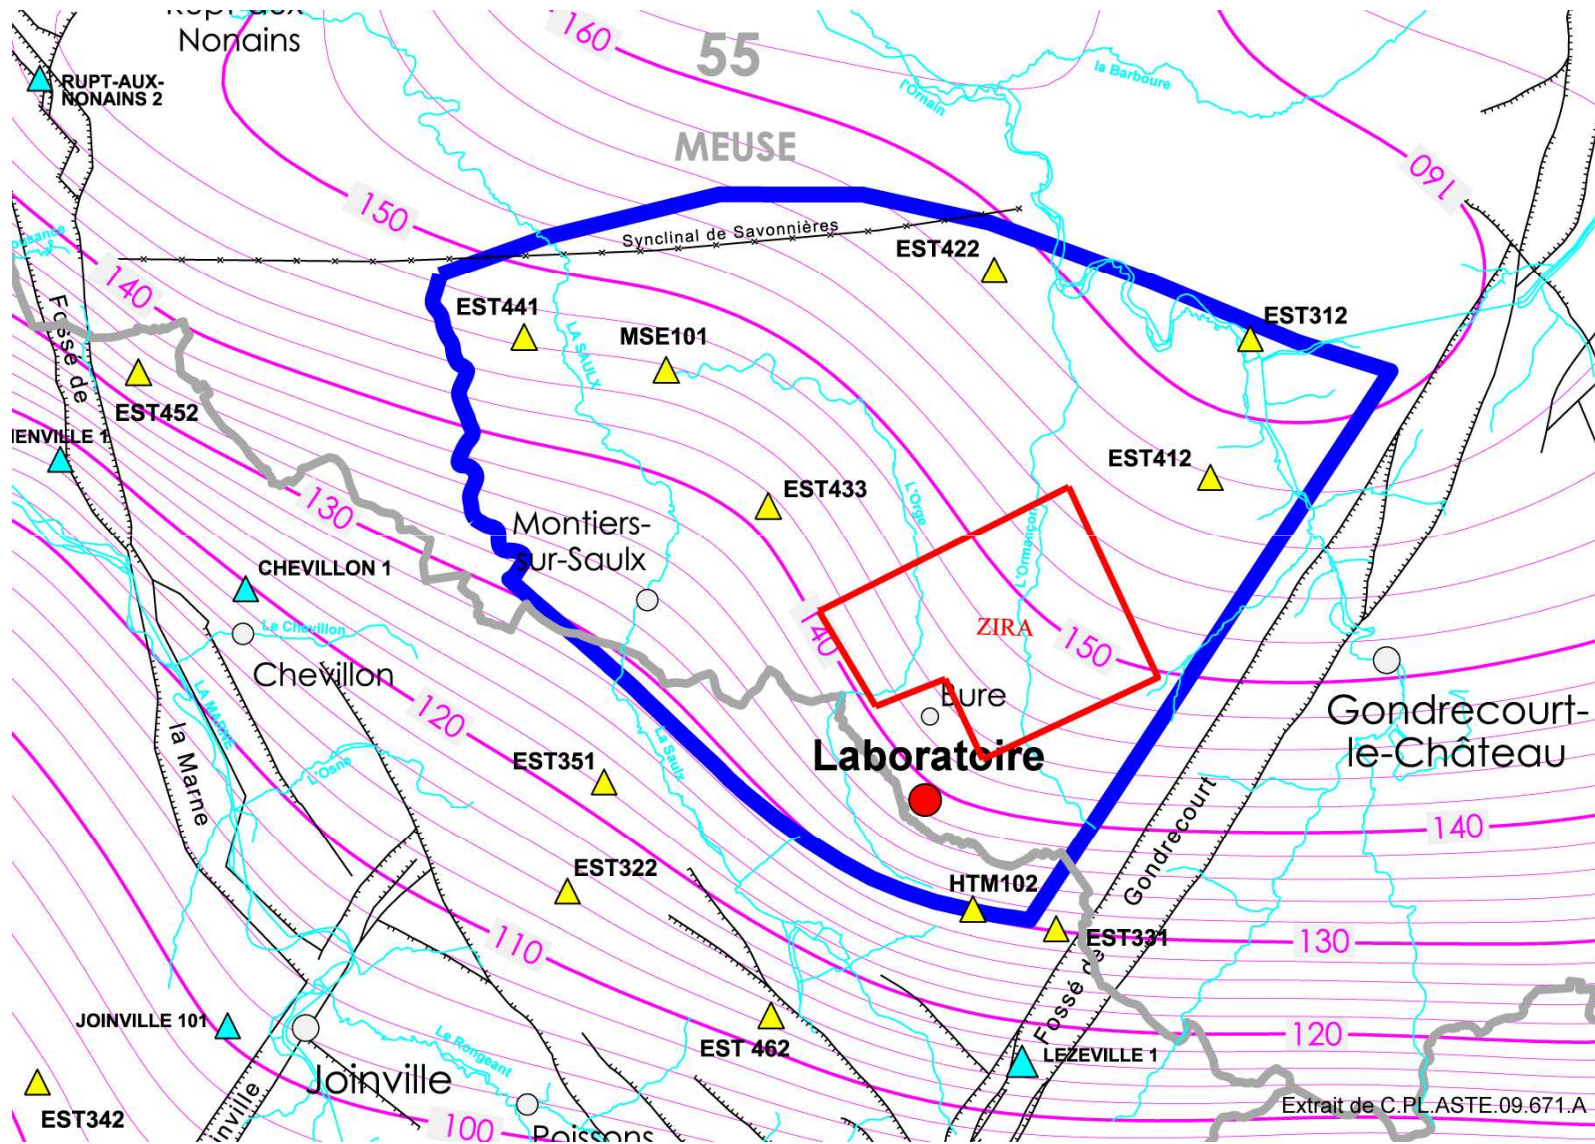 Nonains
160
55
la Barboure
l'Ornain
RUPT-AUX-
NONAINS 2
MEUSE
160
150
Synclinal de Savonnières
EST422
140
Fossé de
EST441
LA SAULX
MSE101
EST312
EST452
EST433
EST412
L'Orge
L'Ormançon
130
Montiers-
sur-Saulx
CHEVILLON 1
Le Chevillon
Chevillon
140
ZIRA
150
Bure
Gondrecourt-
le-Château
LA MARNE
la Marne
120
La Saulx
L'Osne
EST351
Laboratoire
140
EST322
HTM102
Fossé de Gondrecourt
110
EST331
130
JOINVILLE 101
EST 462
120
LEZEVILLE 1
Le Rongeant
Joinville
EST342
100
Poissons
Extrait de C.PL.ASTE.09.671.A